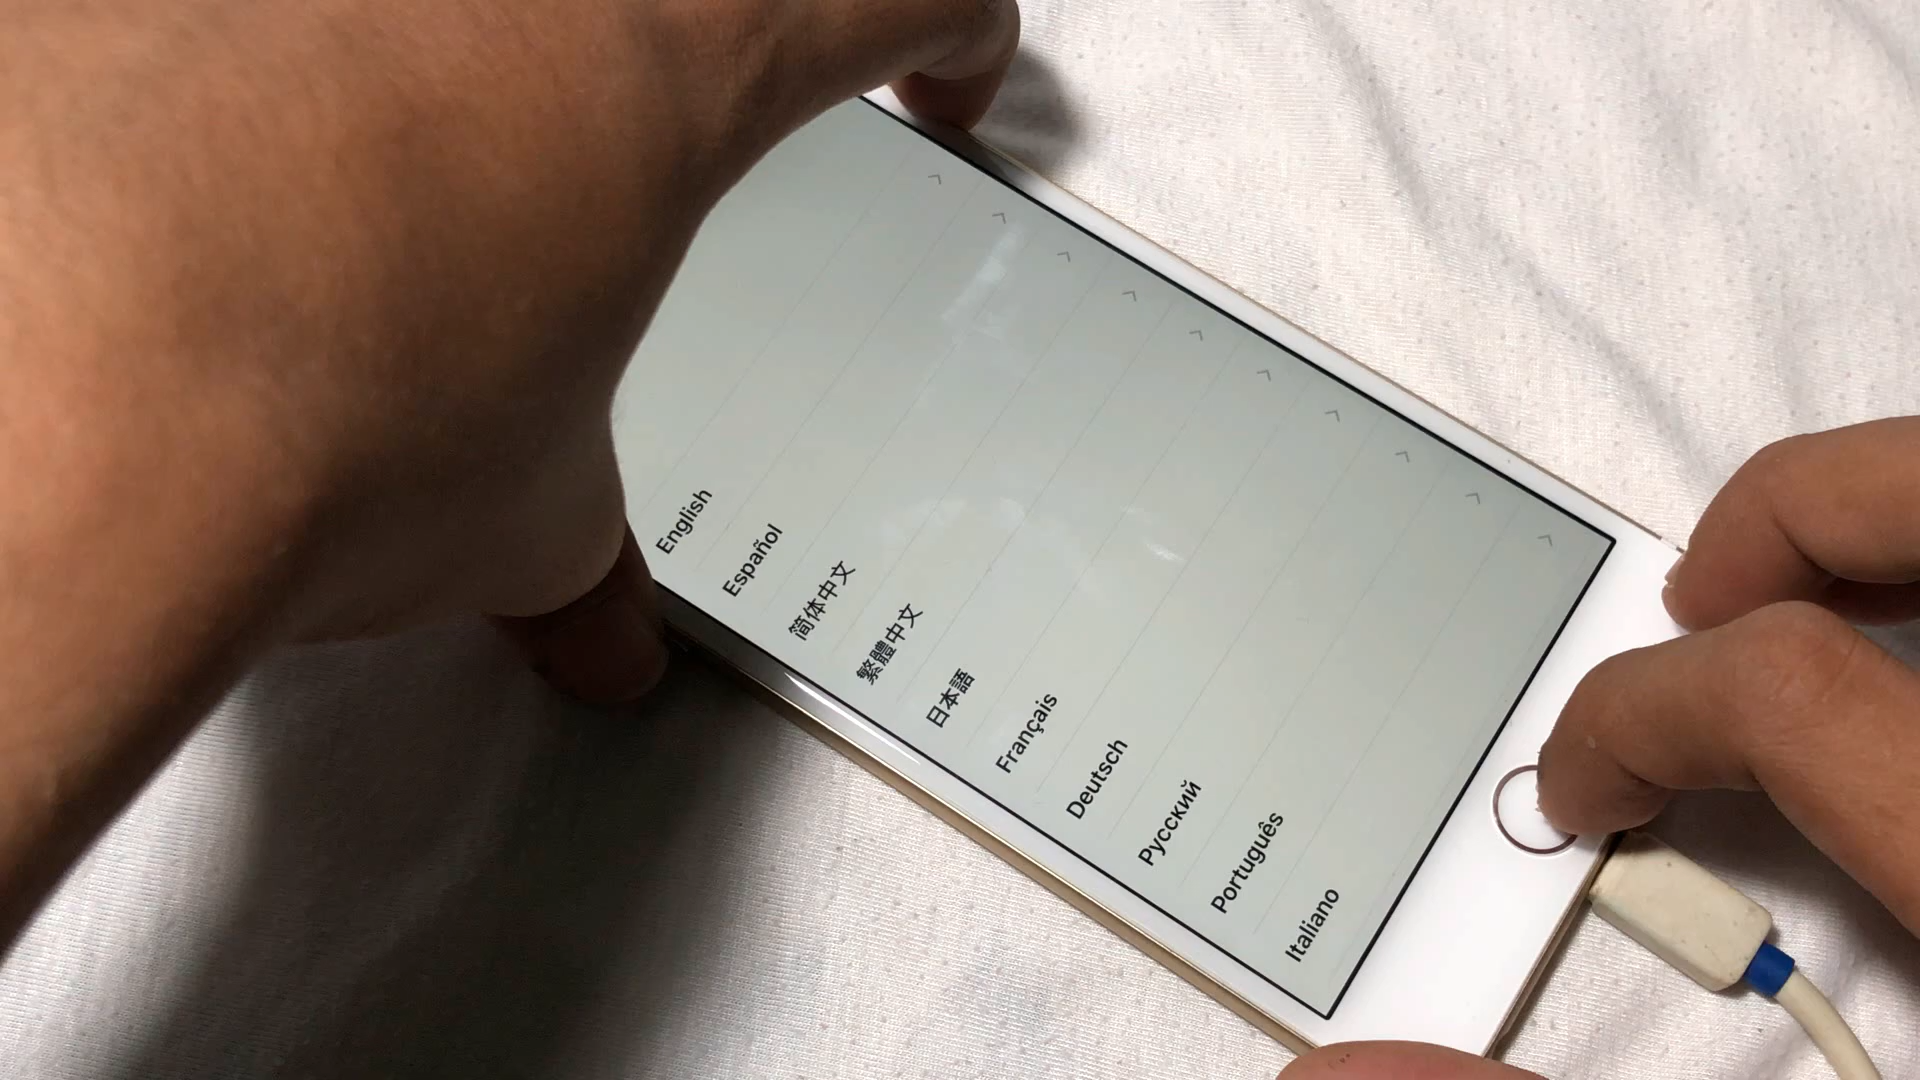 English
Español
简体中文
繁體中文
日本語
Français
Deutsch
Русский
Português
Italiano